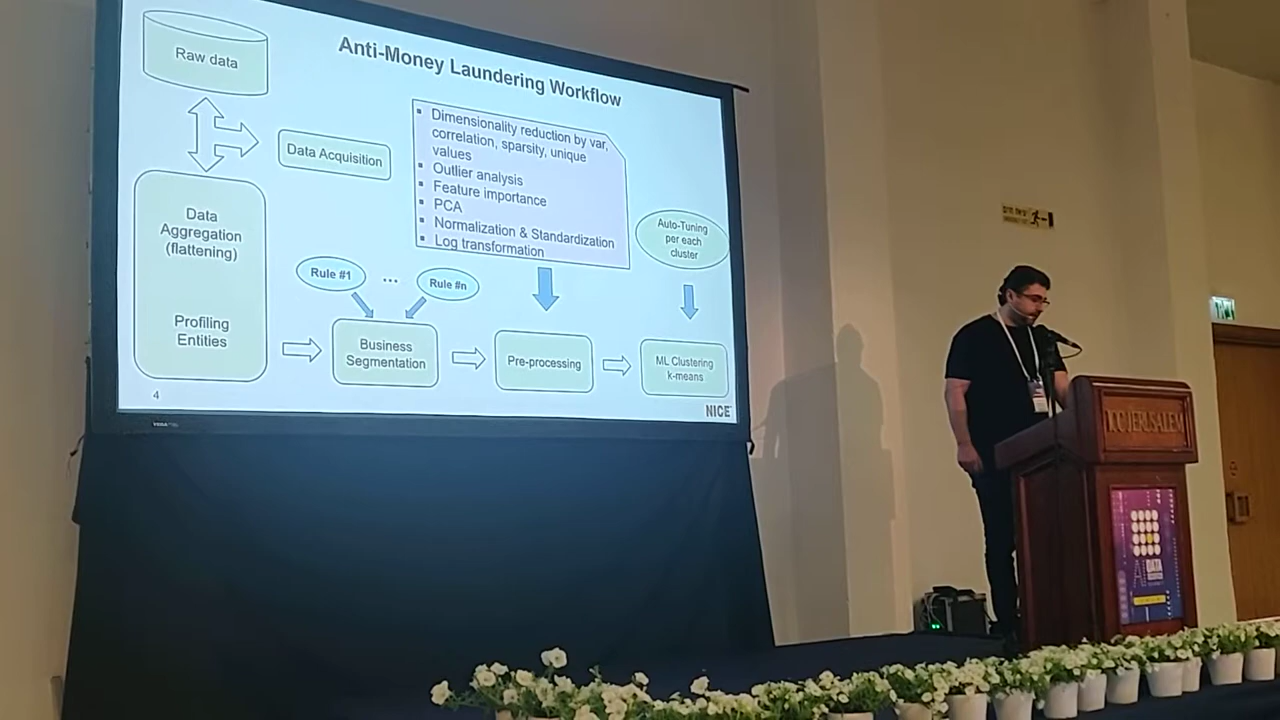 Anti-Money Laundering Workflow
Raw data
Data Acquisition
Data
Aggregation
(flattening)
Profiling
Entities
▪ Dimensionality reduction by var,
correlation, sparsity, unique
values
▪ Outlier analysis
▪ Feature importance
▪ PCA
▪ Normalization & Standardization
▪ Log transformation
Auto-Tuning
per each
cluster
Rule #1
...
Rule #n
Business
Segmentation
Pre-processing
ML Clustering
k-means
4
NICE
ICC JERUSALEM
DATA